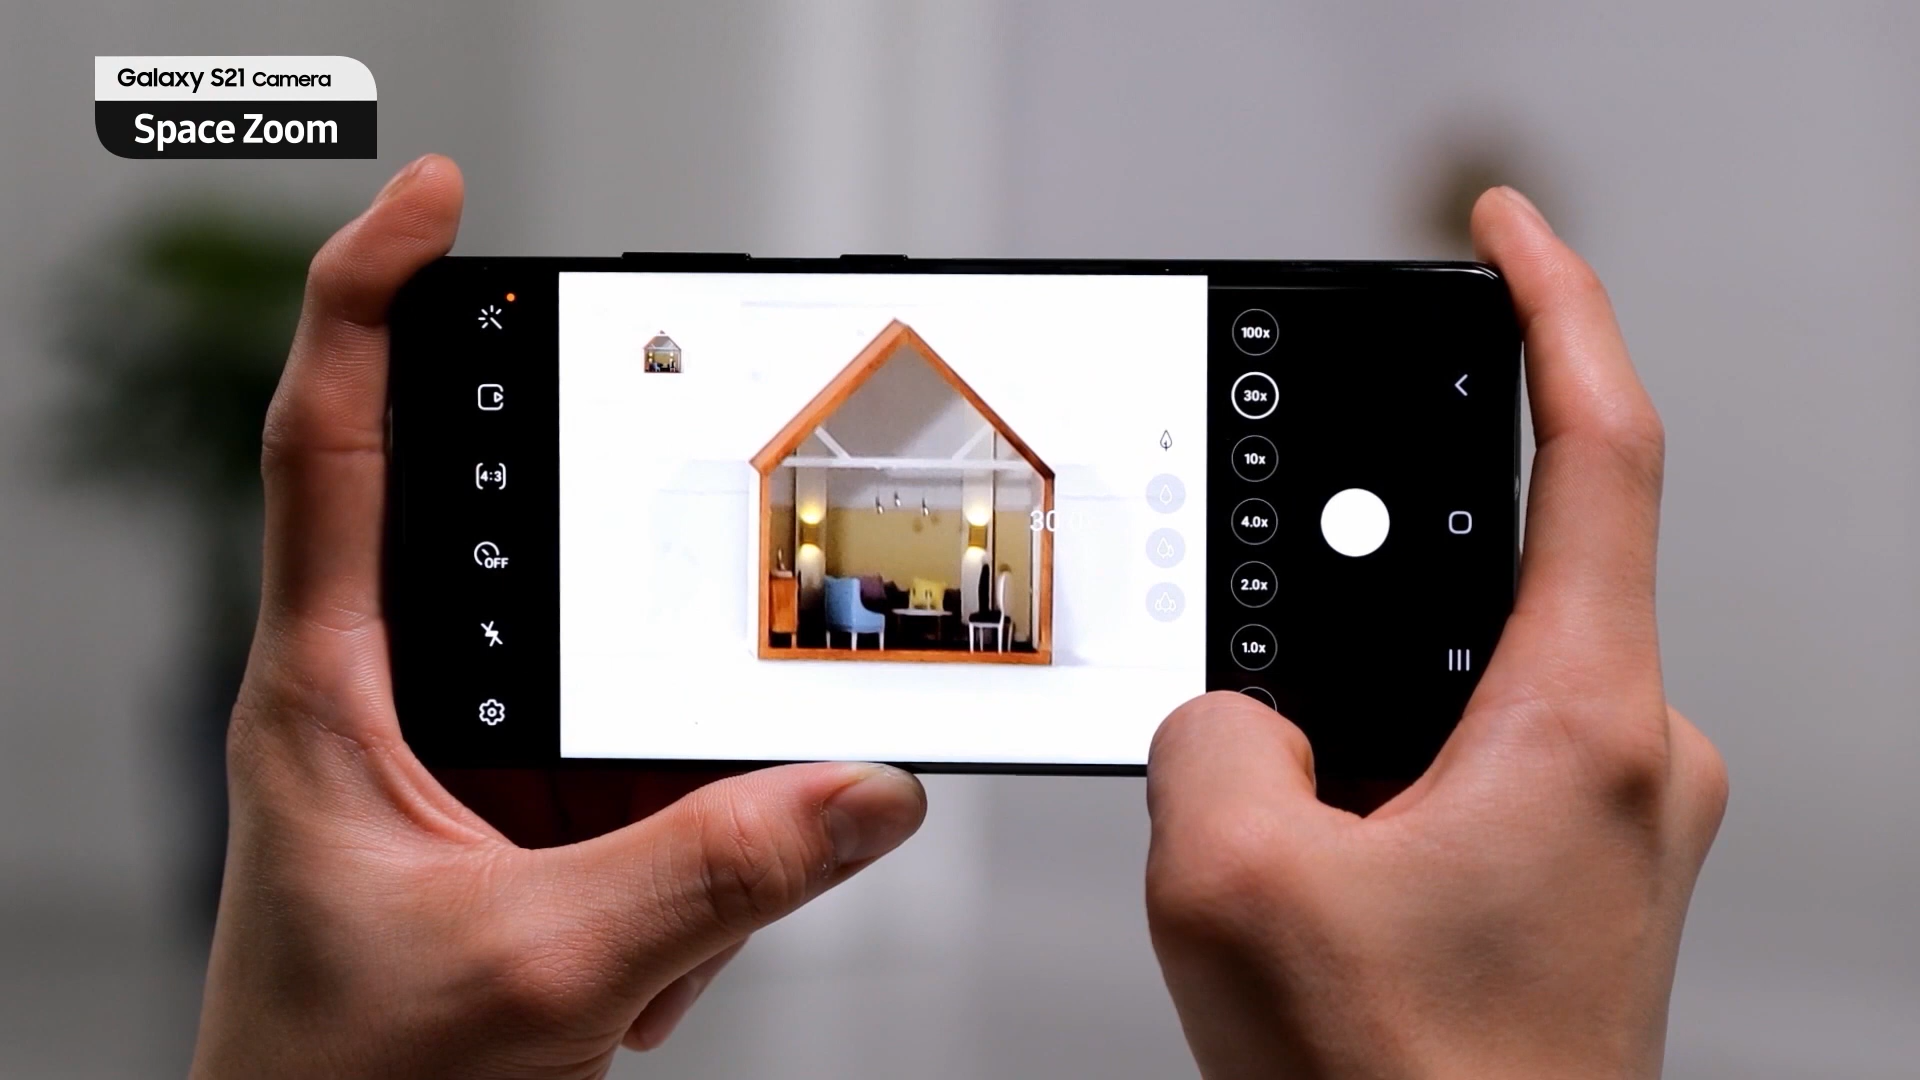 Galaxy S21 Camera
Space Zoom
4:3
OFF
100x
30x
10x
4.0x
2.0x
1.0x